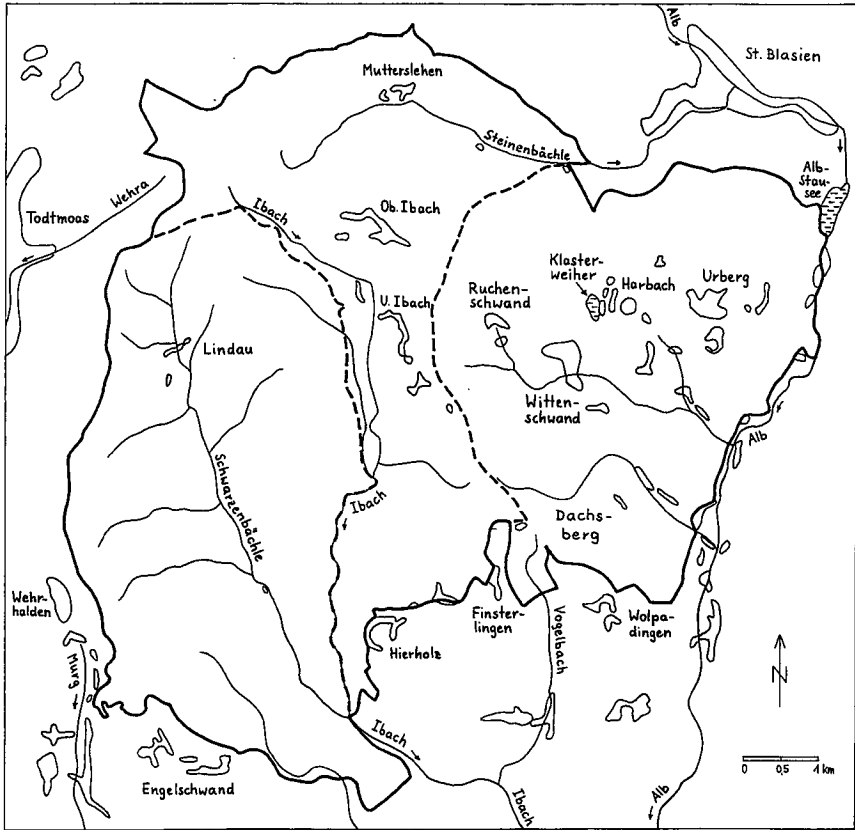 Alb
St. Blasien
Mutterslehen
Steinenbächle
Alb-
Stau-
see
Wehra
Todtmoos
Ibach
Ob. Ibach
Klaster-
weiher
Horbach
Urberg
Ruchen-
schwand
U. Ibach
Lindau
Witten-
schwand
Alb
Schwarzenbächle
Ibach
Dachs-
berg
Wehr-
halden
Murg
Finster-
lingen
Vogelbach
Wolpa-
dingen
Hierholz
N
Ibach
Engelschwand
0 0,5 1 km
Ibach
Alb